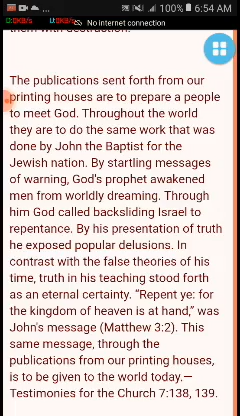 100% 6:54 AM
0:0KB/s U:0KB/s No internet connection
them with destruction.
The publications sent forth from our
printing houses are to prepare a people
to meet God. Throughout the world
they are to do the same work that was
done by John the Baptist for the
Jewish nation. By startling messages
of warning, God's prophet awakened
men from worldly dreaming. Through
him God called backsliding Israel to
repentance. By his presentation of truth
he exposed popular delusions. In
contrast with the false theories of his
time, truth in his teaching stood forth
as an eternal certainty. “Repent ye: for
the kingdom of heaven is at hand,” was
John's message (Matthew 3:2). This
same message, through the
publications from our printing houses,
is to be given to the world today.—
Testimonies for the Church 7:138, 139.